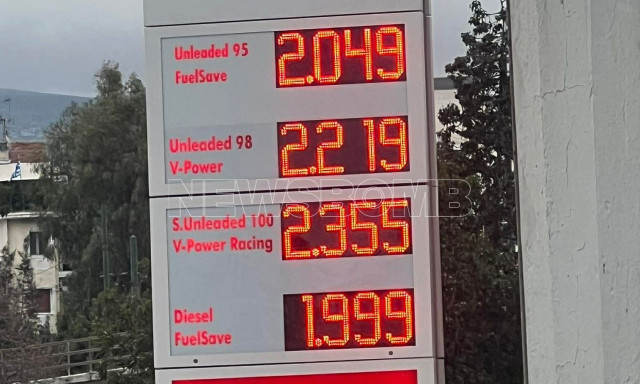 Unleaded 95
FuelSave
2.049
Unleaded 98
V-Power
2.219
NEWSBOMB
S.Unleaded 100
V-Power Racing
2.355
Diesel
FuelSave
1.999